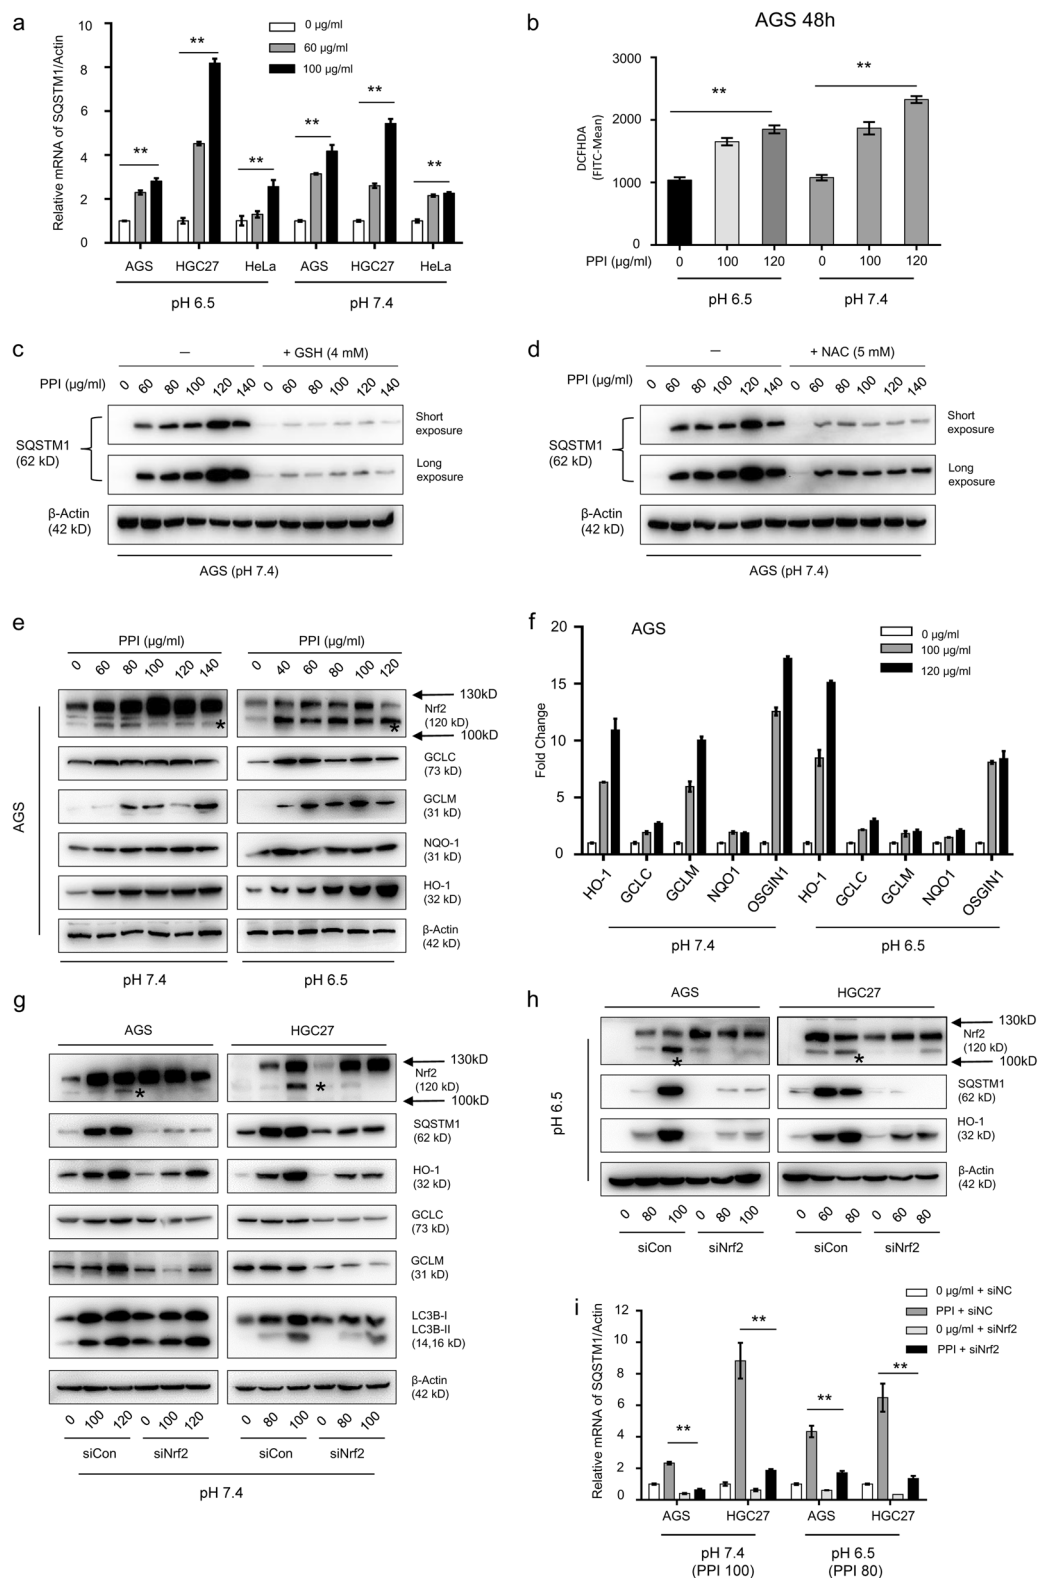 a
Relative mRNA of SQSTM1/Actin
10
8
6
4
2
0
0 μg/ml
60 μg/ml
100 μg/ml
** ** ** ** ** **
AGS HGC27 HeLa AGS HGC27 HeLa
pH 6.5 pH 7.4
b
AGS 48h
DCFHDA
(FITC-Mean)
3000
2000
1000
0
** **
PPI (μg/ml) 0 100 120 0 100 120
pH 6.5 pH 7.4
c
— + GSH (4 mM)
PPI (μg/ml) 0 60 80 100 120 140 0 60 80 100 120 140
SQSTM1
(62 kD)
Short
exposure
Long
exposure
β-Actin
(42 kD)
AGS (pH 7.4)
d
— + NAC (5 mM)
PPI (μg/ml) 0 60 80 100 120 140 0 60 80 100 120 140
SQSTM1
(62 kD)
Short
exposure
Long
exposure
β-Actin
(42 kD)
AGS (pH 7.4)
e
PPI (μg/ml) PPI (μg/ml)
0 60 80 100 120 140 0 40 60 80 100 120
AGS
130kD
Nrf2
(120 kD)
* *
100kD
GCLC
(73 kD)
GCLM
(31 kD)
NQO-1
(31 kD)
HO-1
(32 kD)
β-Actin
(42 kD)
pH 7.4 pH 6.5
f
AGS
Fold Change
20
15
10
5
0
0 μg/ml
100 μg/ml
120 μg/ml
HO-1 GCLC GCLM NQO1 OSGIN1 HO-1 GCLC GCLM NQO1 OSGIN1
pH 7.4 pH 6.5
g
AGS HGC27
130kD
Nrf2
(120 kD)
* *
100kD
SQSTM1
(62 kD)
HO-1
(32 kD)
GCLC
(73 kD)
GCLM
(31 kD)
LC3B-I
LC3B-II
(14,16 kD)
β-Actin
(42 kD)
0 100 120 0 100 120 0 80 100 0 80 100
siCon siNrf2 siCon siNrf2
pH 7.4
h
AGS HGC27
pH 6.5
130kD
Nrf2
(120 kD)
* *
100kD
SQSTM1
(62 kD)
HO-1
(32 kD)
β-Actin
(42 kD)
0 80 100 0 80 100 0 60 80 0 60 80
siCon siNrf2 siCon siNrf2
i
Relative mRNA of SQSTM1/Actin
12
10
8
6
4
2
0
0 μg/ml + siNC
PPI + siNC
0 μg/ml + siNrf2
PPI + siNrf2
** ** ** **
AGS HGC27 AGS HGC27
pH 7.4 pH 6.5
(PPI 100) (PPI 80)